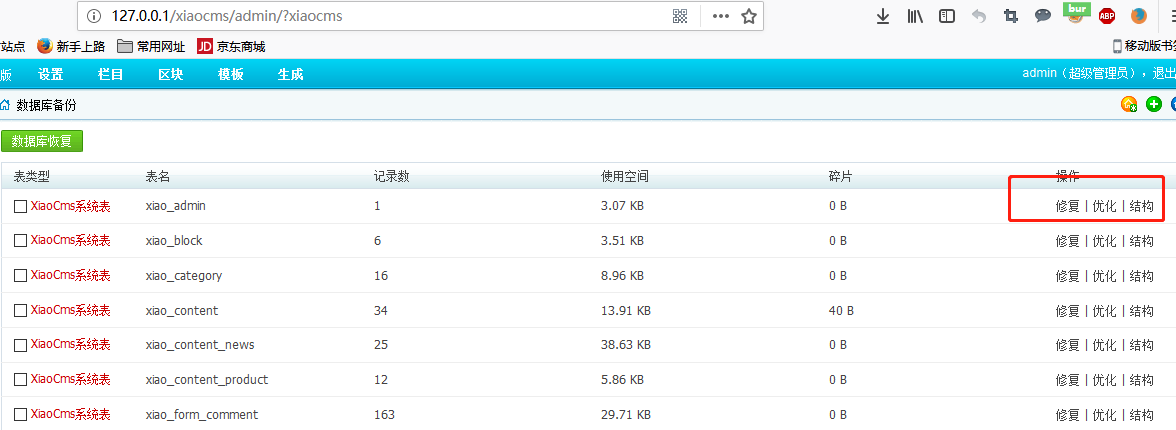 127.0.0.1/xiaocms/admin/?xiaocms
bur
ABP
站点 新手上路 常用网址 JD 京东商城 移动版书签
版 设置 栏目 区块 模板 生成 admin（超级管理员），退出
数据库备份
数据库恢复
表类型 表名 记录数 使用空间 碎片 操作
XiaoCms系统表 xiao_admin 1 3.07 KB 0 B 修复 | 优化 | 结构
XiaoCms系统表 xiao_block 6 3.51 KB 0 B 修复 | 优化 | 结构
XiaoCms系统表 xiao_category 16 8.96 KB 0 B 修复 | 优化 | 结构
XiaoCms系统表 xiao_content 34 13.91 KB 40 B 修复 | 优化 | 结构
XiaoCms系统表 xiao_content_news 25 38.63 KB 0 B 修复 | 优化 | 结构
XiaoCms系统表 xiao_content_product 12 5.86 KB 0 B 修复 | 优化 | 结构
XiaoCms系统表 xiao_form_comment 163 29.71 KB 0 B 修复 | 优化 | 结构